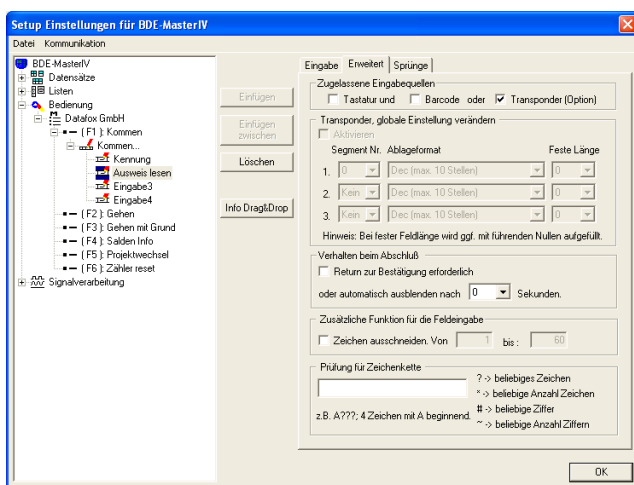 Setup Einstellungen für BDE-MasterIV
Datei Kommunikation
BDE-MasterIV
Datensätze
Listen
Bedienung
Datafox GmbH
( F1 ): Kommen
Kommen...
Kennung
Ausweis lesen
Eingabe3
Eingabe4
( F2 ): Gehen
( F3 ): Gehen mit Grund
( F4 ): Salden Info
( F5 ): Projektwechsel
( F6 ): Zähler reset
Signalverarbeitung
Einfügen
Einfügen
zwischen
Löschen
Info Drag&Drop
Eingabe Erweitert Sprünge
Zugelassene Eingabequellen
Tastatur und Barcode oder Transponder (Option)
Transponder, globale Einstellung verändern
Aktivieren
Segment Nr. Ablageformat Feste Länge
1. 0 Dec (max. 10 Stellen) 0
2. Kein Dec (max. 10 Stellen) 0
3. Kein Dec (max. 10 Stellen) 0
Hinweis: Bei fester Feldlänge wird ggf. mit führenden Nullen aufgefüllt.
Verhalten beim Abschluß
Return zur Bestätigung erforderlich
oder automatisch ausblenden nach 0 Sekunden.
Zusätzliche Funktion für die Feldeingabe
Zeichen ausschneiden. Von 1 bis : 60
Prüfung für Zeichenkette
? -> beliebiges Zeichen
* -> beliebige Anzahl Zeichen
# -> beliebige Ziffer
~ -> beliebige Anzahl Ziffern
z.B. A???; 4 Zeichen mit A beginnend.
OK